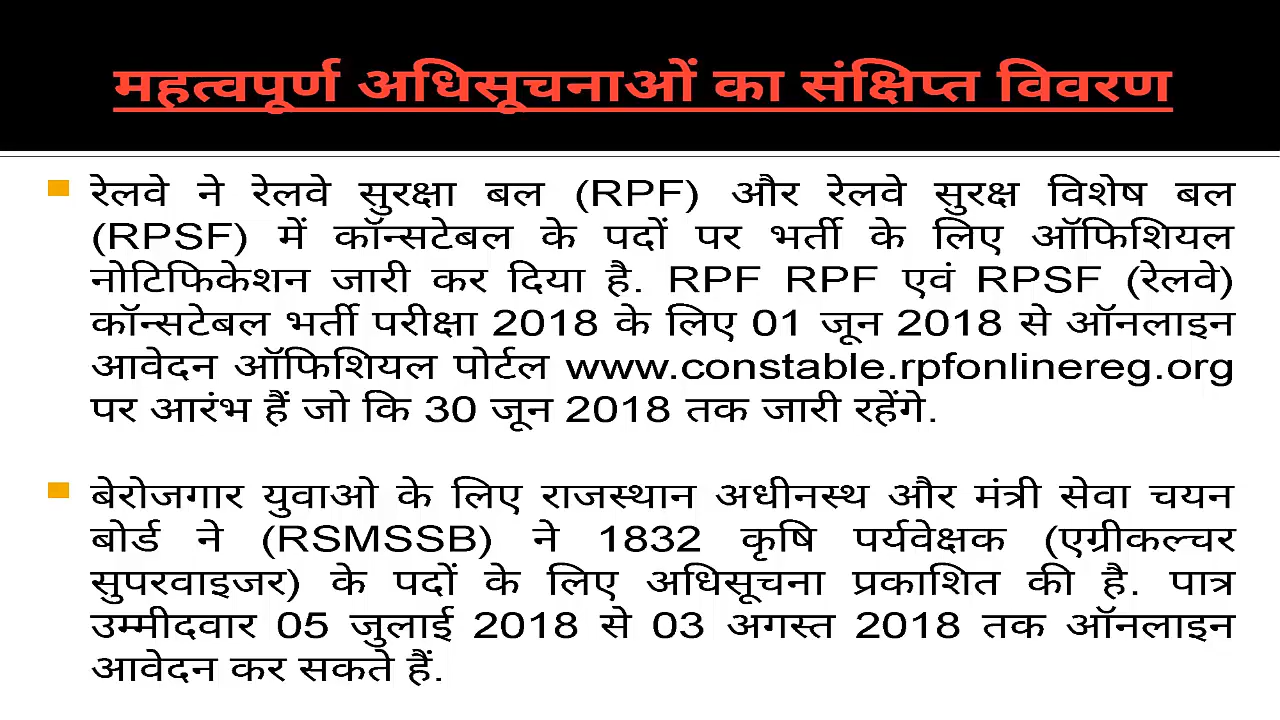 महत्वपूर्ण अधिसूचनाओं का संक्षिप्त विवरण
रेलवे ने रेलवे सुरक्षा बल (RPF) और रेलवे सुरक्ष विशेष बल
(RPSF) में कॉन्सटेबल के पदों पर भर्ती के लिए ऑफिशियल
नोटिफिकेशन जारी कर दिया है. RPF RPF एवं RPSF (रेलवे)
कॉन्सटेबल भर्ती परीक्षा 2018 के लिए 01 जून 2018 से ऑनलाइन
आवेदन ऑफिशियल पोर्टल www.constable.rpfonlinereg.org
पर आरंभ हैं जो कि 30 जून 2018 तक जारी रहेंगे.
बेरोजगार युवाओ के लिए राजस्थान अधीनस्थ और मंत्री सेवा चयन
बोर्ड ने (RSMSSB) ने 1832 कृषि पर्यवेक्षक (एग्रीकल्चर
सुपरवाइजर) के पदों के लिए अधिसूचना प्रकाशित की है. पात्र
उम्मीदवार 05 जुलाई 2018 से 03 अगस्त 2018 तक ऑनलाइन
आवेदन कर सकते हैं.